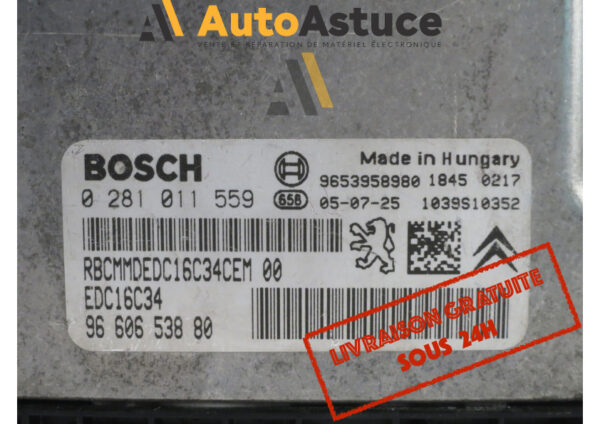 AutoAstuce
VENTE ET RÉPARATION DE MATÉRIEL ÉLECTRONIQUE
BOSCH
Made in Hungary
9653958980 1845 0217
0 281 011 559 656 05-07-25 1039S10352
RBCMMDEDC16C34CEM 00
EDC16C34
96 606 538 80
LIVRAISON GRATUITE
SOUS 24H